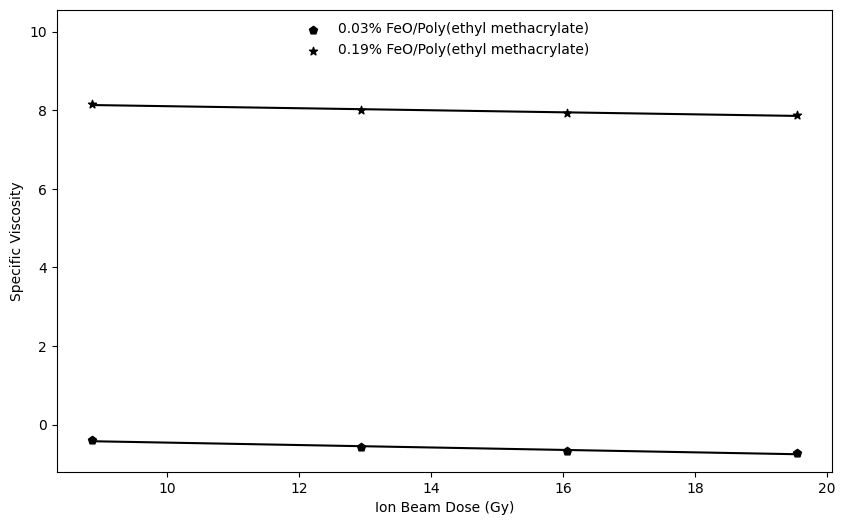 0.03% FeO/Poly(ethyl methacrylate)
0.19% FeO/Poly(ethyl methacrylate)
10
8
6
4
2
0
Specific Viscosity
10 12 14 16 18 20
Ion Beam Dose (Gy)